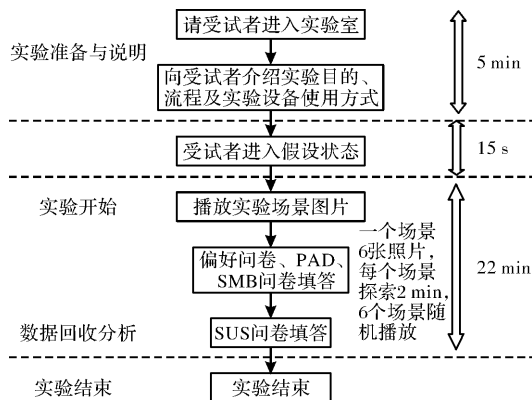 请受试者进入实验室
实验准备与说明
向受试者介绍实验目的、
流程及实验设备使用方式
5 min
受试者进入假设状态
15 s
实验开始
播放实验场景图片
偏好问卷、PAD、
SMB问卷填答
一个场景
6张照片，
每个场景
探索2 min，
6个场景随
机播放
22 min
数据回收分析
SUS问卷填答
实验结束
实验结束